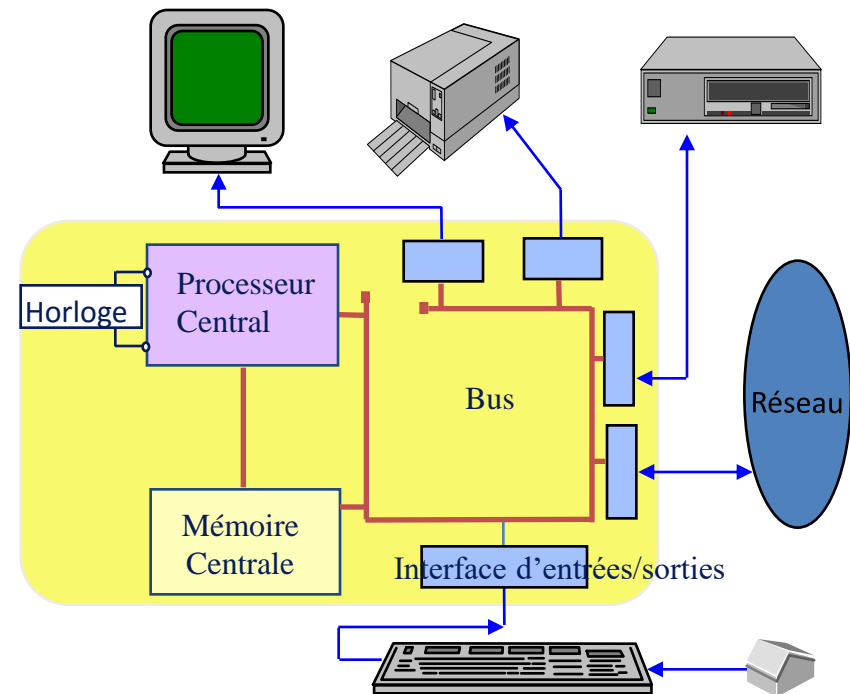 Processeur
Central
Horloge
Bus
Réseau
Mémoire
Centrale
Interface d’entrées/sorties